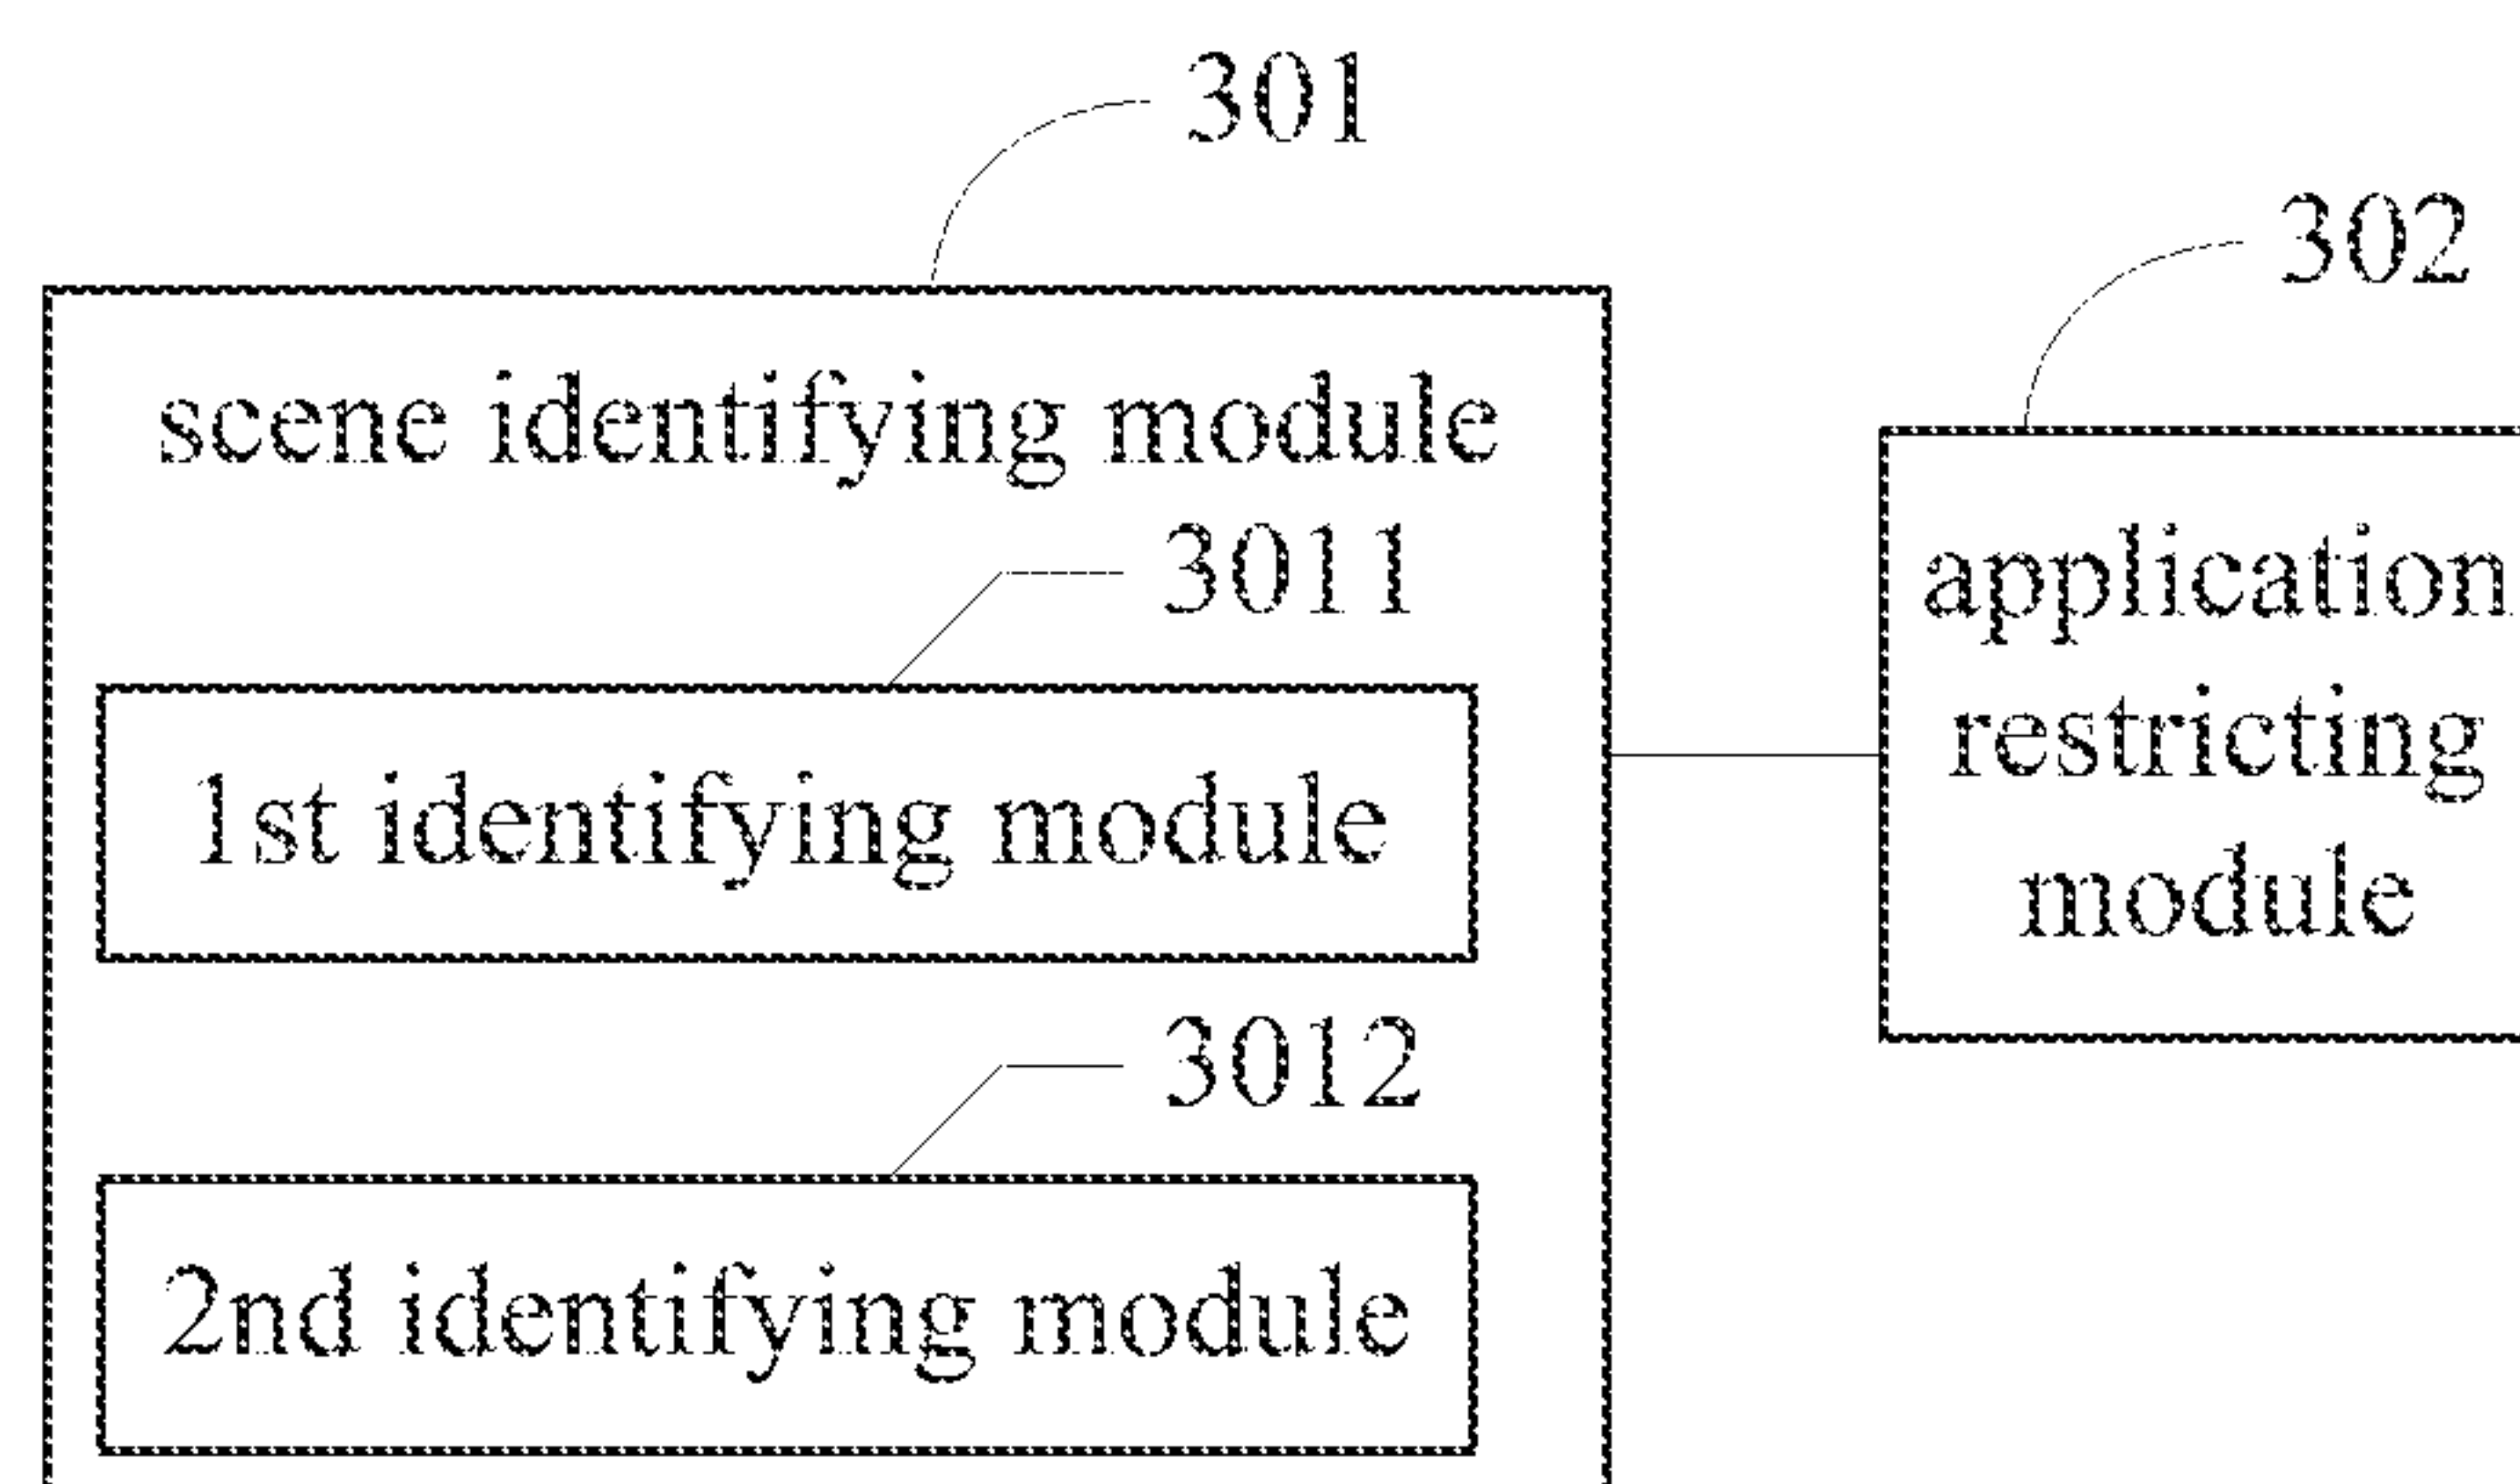 301
302
scene identifying module
3011
1st identifying module
3012
2nd identifying module
application
restricting
module